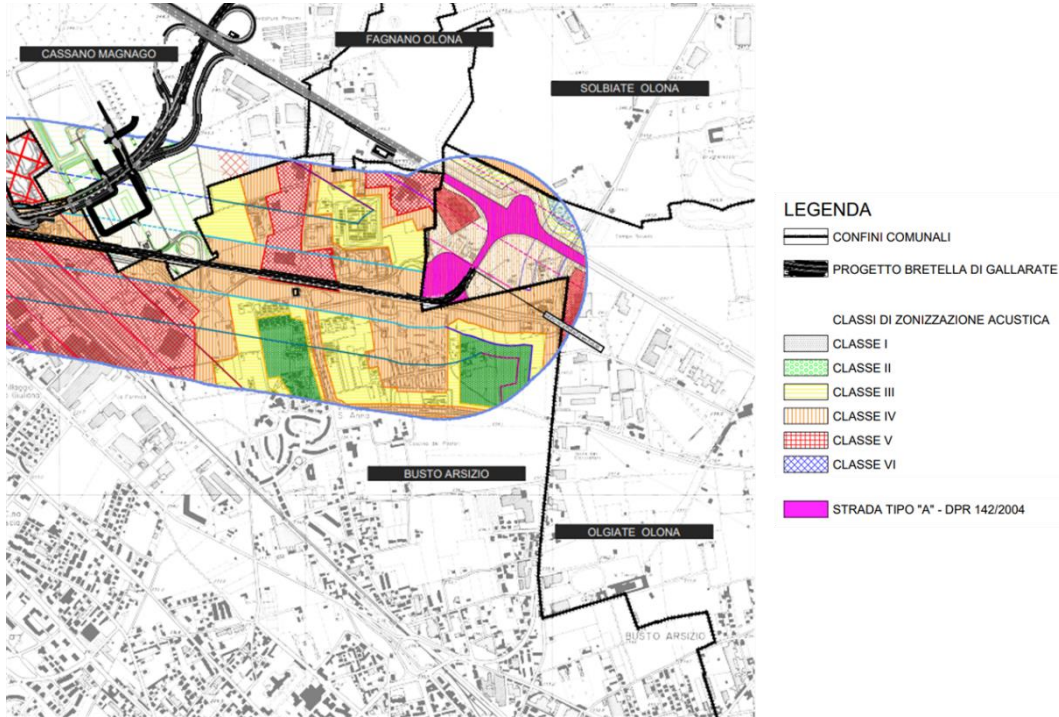 CASSANO MAGNAGO
FAGNANO OLONA
SOLBIATE OLONA
BUSTO ARSIZIO
OLGIATE OLONA
BUSTO ARSIZIO
LEGENDA
CONFINI COMUNALI
PROGETTO BRETELLA DI GALLARATE
CLASSI DI ZONIZZAZIONE ACUSTICA
CLASSE I
CLASSE II
CLASSE III
CLASSE IV
CLASSE V
CLASSE VI
STRADA TIPO "A" - DPR 142/2004